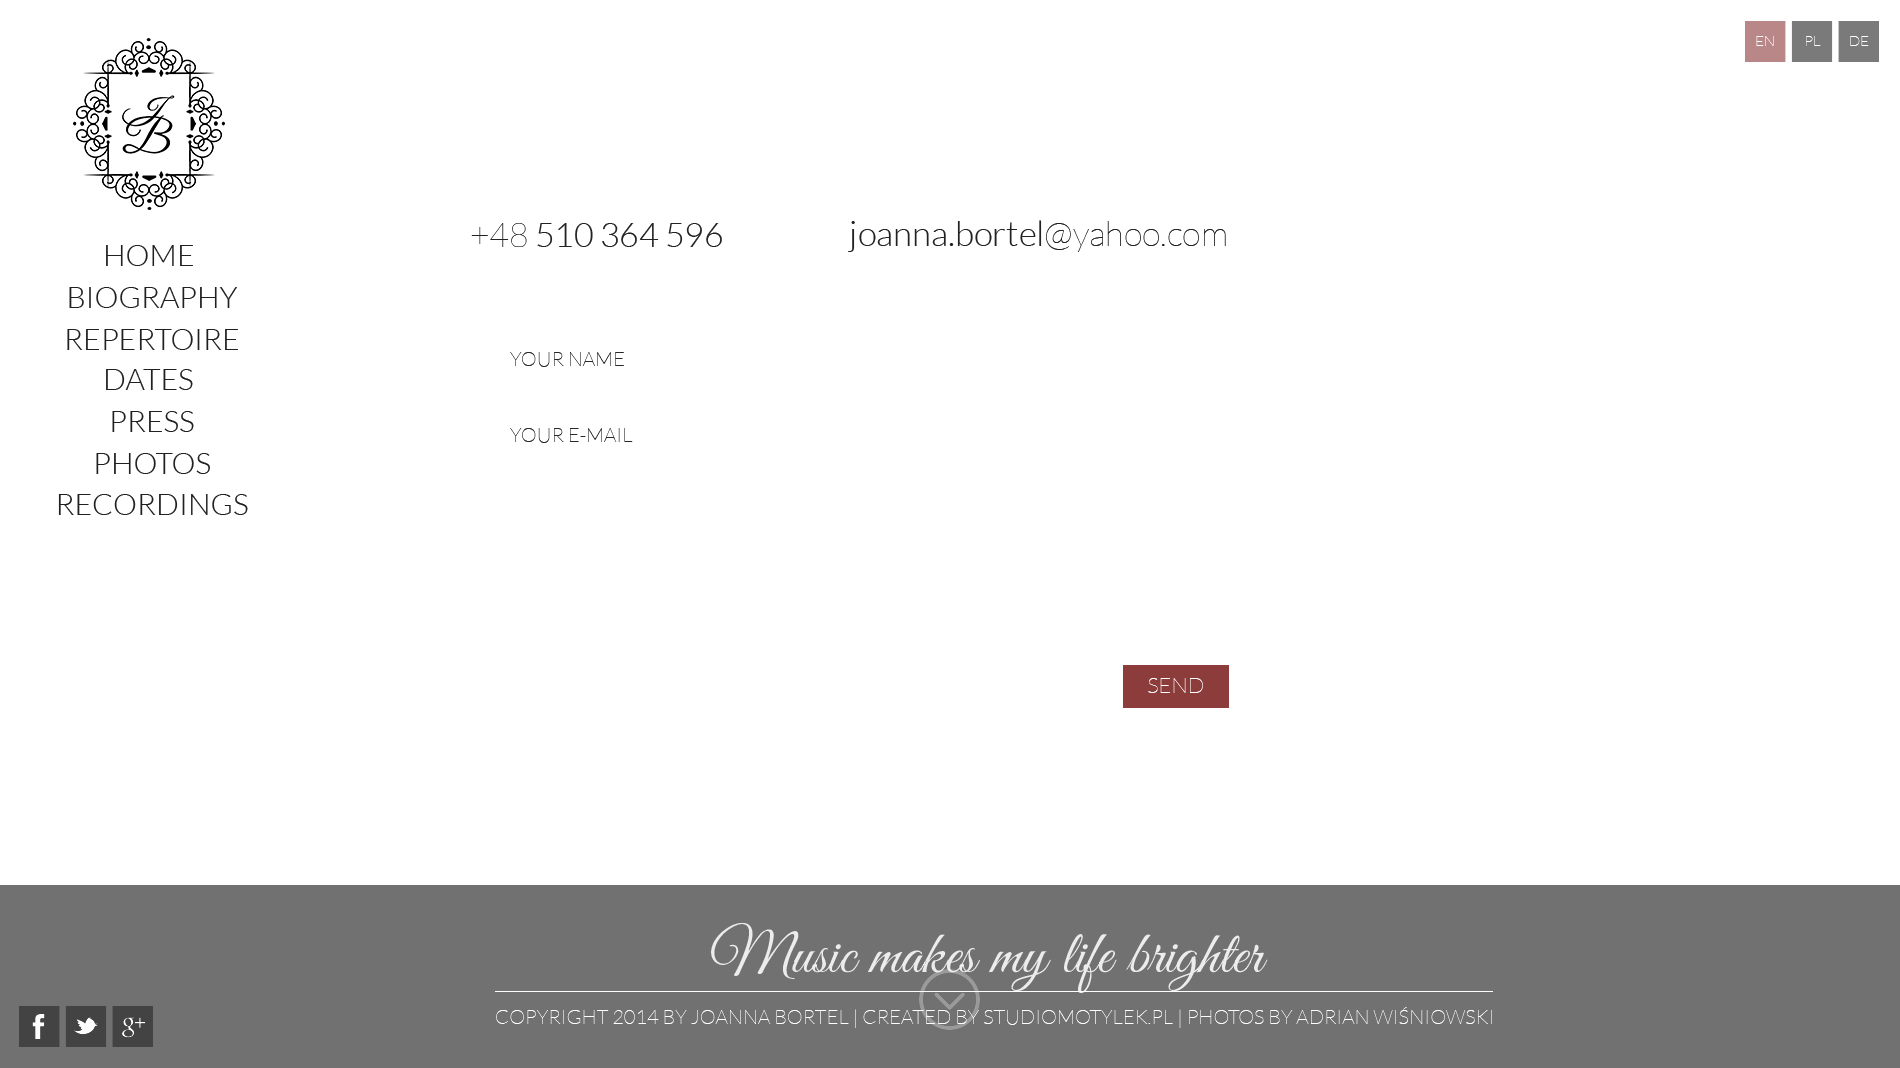 EN PL DE
JB
HOME
BIOGRAPHY
REPERTOIRE
DATES
PRESS
PHOTOS
RECORDINGS
+48 510 364 596
joanna.bortel@yahoo.com
YOUR NAME
YOUR E-MAIL
SEND
Music makes my life brighter
COPYRIGHT 2014 BY JOANNA BORTEL | CREATED BY STUDIOMOTYLEK.PL | PHOTOS BY ADRIAN WIŚNIOWSKI
f g+